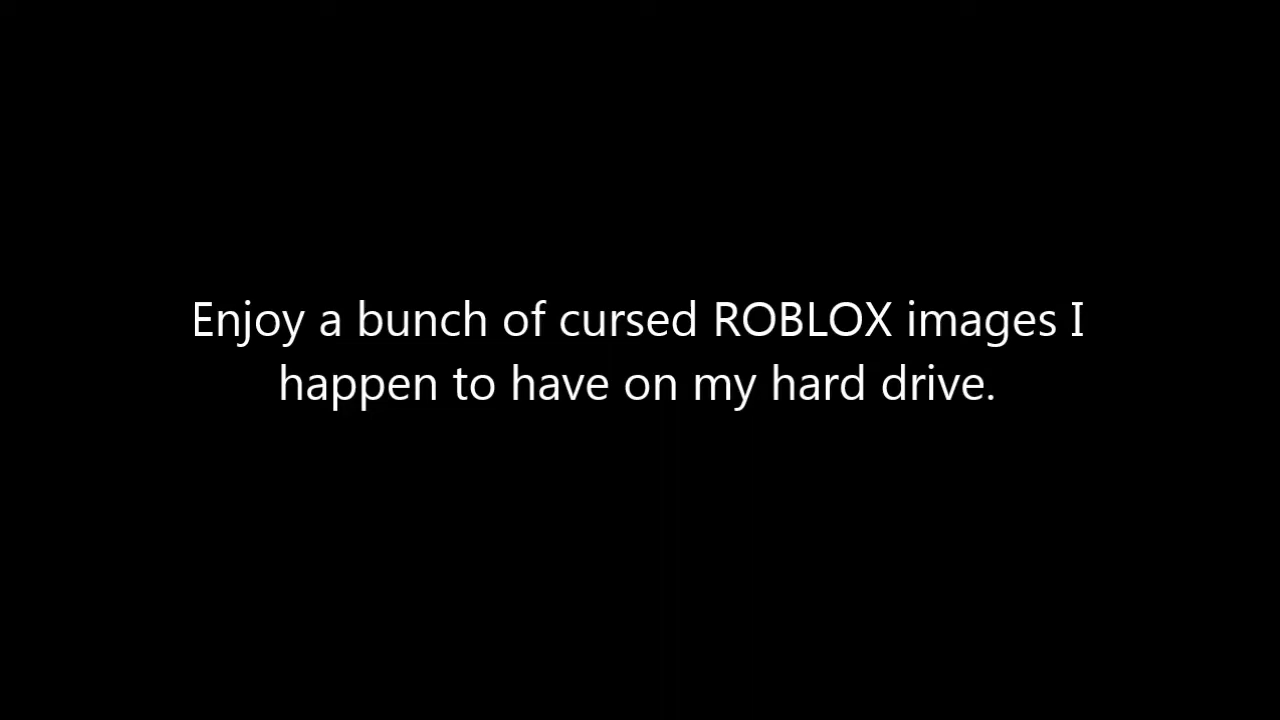 Enjoy a bunch of cursed ROBLOX images I
happen to have on my hard drive.